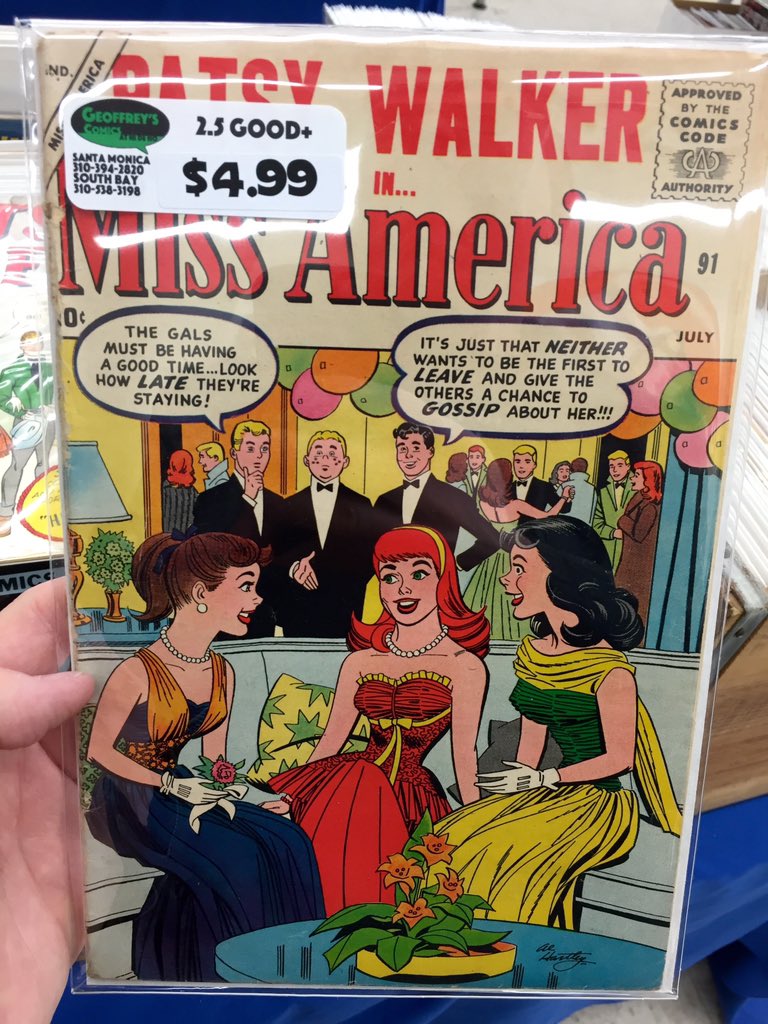 IND.
MISS AMERICA
PATSY WALKER
APPROVED
BY THE
COMICS
CODE
CA
AUTHORITY
GEOFFREY'S
COMICS
SANTA MONICA
310-394-2820
SOUTH BAY
310-538-3198
2.5 GOOD+
$4.99
IN...
MISS AMERICA
91
10¢
JULY
THE GALS
MUST BE HAVING
A GOOD TIME...LOOK
HOW LATE THEY'RE
STAYING!
IT'S JUST THAT NEITHER
WANTS TO BE THE FIRST TO
LEAVE AND GIVE THE
OTHERS A CHANCE TO
GOSSIP ABOUT HER!!!
Al
Hartley